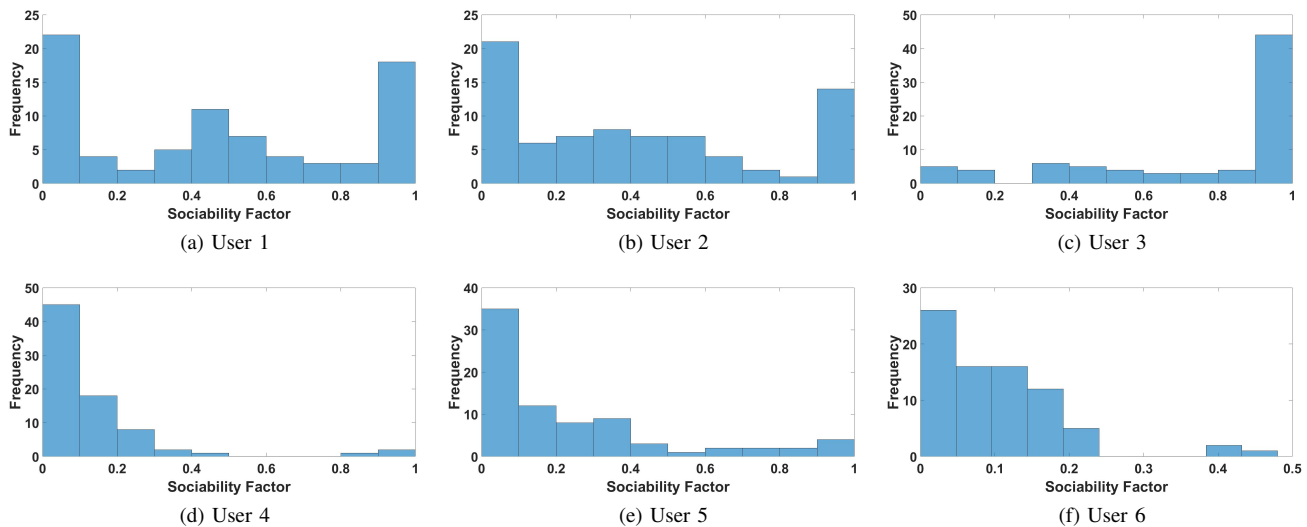 25
20
15
10
5
0
Frequency
0 0.2 0.4 0.6 0.8 1
Sociability Factor
(a) User 1
25
20
15
10
5
0
Frequency
0 0.2 0.4 0.6 0.8 1
Sociability Factor
(b) User 2
50
40
30
20
10
0
Frequency
0 0.2 0.4 0.6 0.8 1
Sociability Factor
(c) User 3
50
40
30
20
10
0
Frequency
0 0.2 0.4 0.6 0.8 1
Sociability Factor
(d) User 4
40
30
20
10
0
Frequency
0 0.2 0.4 0.6 0.8 1
Sociability Factor
(e) User 5
30
20
10
0
Frequency
0 0.1 0.2 0.3 0.4 0.5
Sociability Factor
(f) User 6